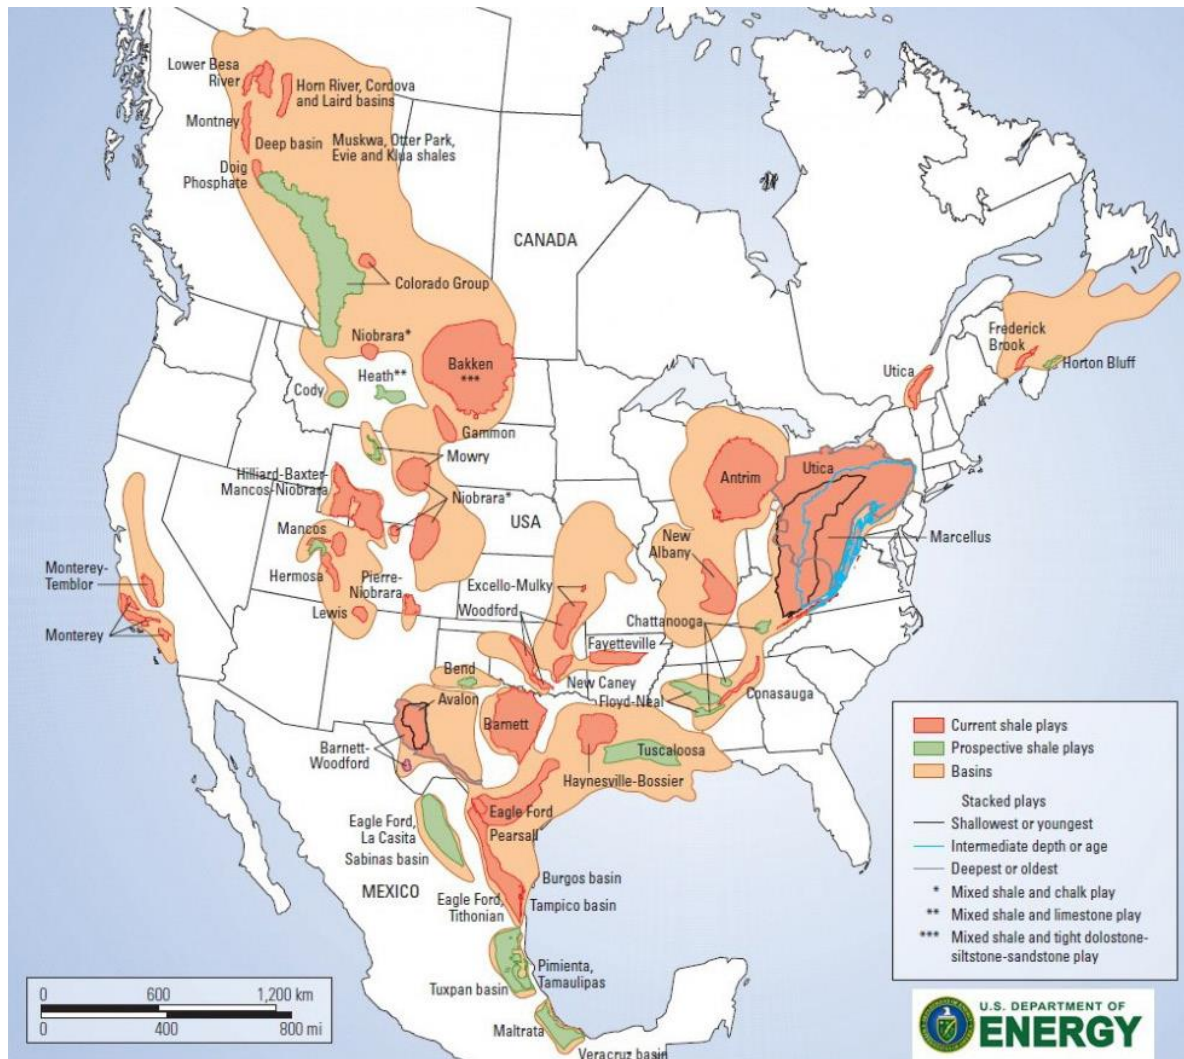 Lower Besa
River
Horn River, Cordova
and Laird basins
Montney
Deep basin
Muskwa, Otter Park,
Evie and Klua shales
Doig
Phosphate
CANADA
Colorado Group
Niobrara*
Bakken
***
Heath**
Cody
Gammon
Mowry
Hilliard-Baxter-
Mancos-Niobrara
Niobrara*
USA
Antrim
Utica
Utica
Frederick
Brook
Horton Bluff
Mancos
Marcellus
New
Albany
Monterey-
Temblor
Hermosa
Pierre-
Niobrara
Excello-Mulky
Monterey
Lewis
Woodford
Chattanooga
Fayetteville
Bend
New Caney
Floyd-Neal
Conasauga
Avalon
Barnett
Barnett-
Woodford
Tuscaloosa
Haynesville-Bossier
Eagle Ford
Pearsall
Eagle Ford,
La Casita
Sabinas basin
MEXICO
Burgos basin
Eagle Ford,
Tithonian
Tampico basin
Pimienta,
Tamaulipas
Tuxpan basin
Maltrata
Veracruz basin
Current shale plays
Prospective shale plays
Basins
Stacked plays
Shallowest or youngest
Intermediate depth or age
Deepest or oldest
* Mixed shale and chalk play
** Mixed shale and limestone play
*** Mixed shale and tight dolostone-
siltstone-sandstone play
0 600 1,200 km
0 400 800 mi
U.S. DEPARTMENT OF
ENERGY